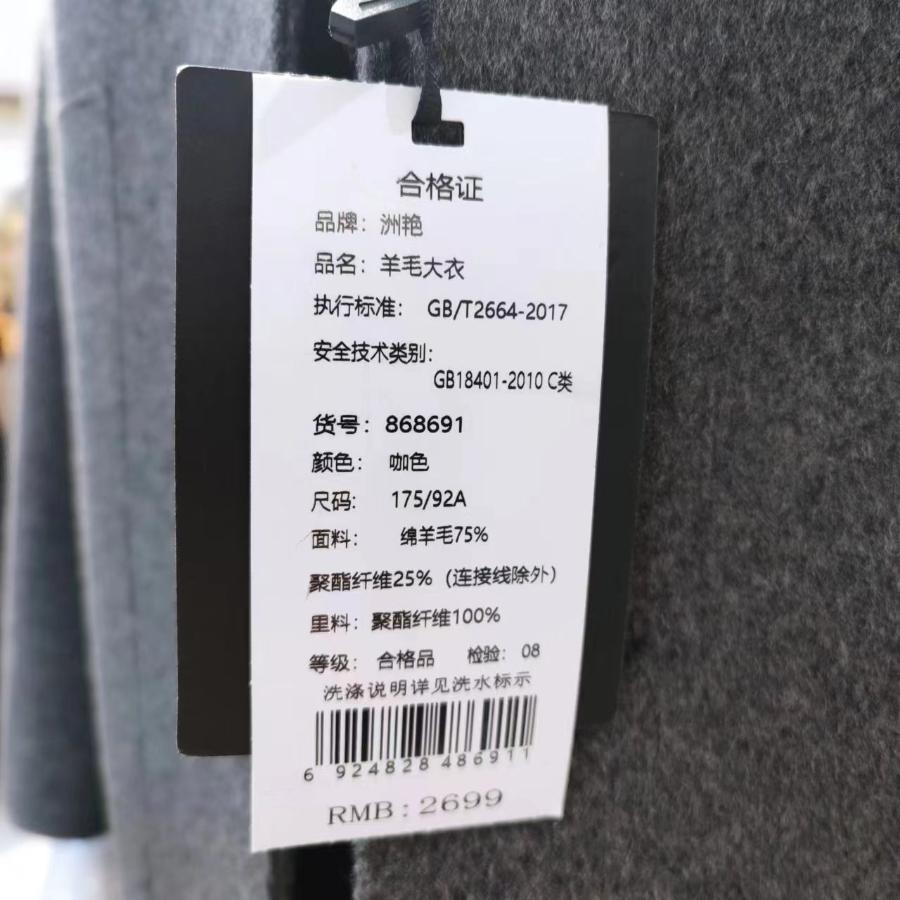 合格证
品牌：洲艳
品名：羊毛大衣
执行标准： GB/T2664-2017
安全技术类别：
GB18401-2010 C类
货号：868691
颜色： 咖色
尺码： 175/92A
面料： 绵羊毛75%
聚酯纤维25%（连接线除外）
里料：聚酯纤维100%
等级： 合格品 检验： 08
洗涤说明详见洗水标示
6 924828 486911
RMB : 2699